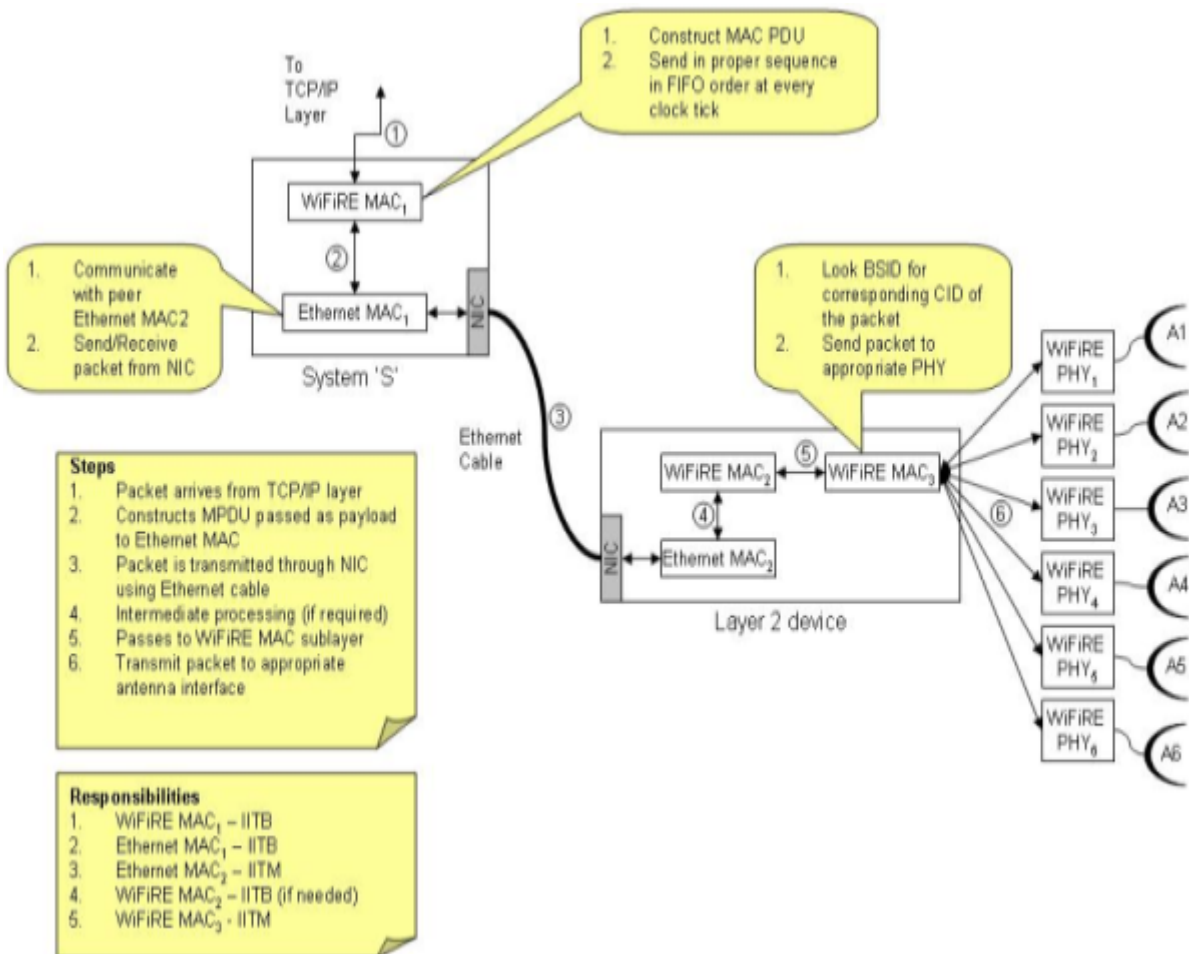 1. Construct MAC PDU
2. Send in proper sequence
in FIFO order at every
clock tick
To
TCP/IP
Layer
①
WiFiRE MAC₁
②
Ethernet MAC₁
NIC
System 'S'
1. Communicate
with peer
Ethernet MAC2
2. Send/Receive
packet from NIC
1. Look BSID for
corresponding CID of
the packet
2. Send packet to
appropriate PHY
Ethernet
Cable
③
NIC
Ethernet MAC₂
④
WiFiRE MAC₂
⑤
WiFiRE MAC₃
Layer 2 device
⑥
WiFiRE
PHY₁
A1
WiFiRE
PHY₂
A2
WiFiRE
PHY₃
A3
WiFiRE
PHY₄
A4
WiFiRE
PHY₅
A5
WiFiRE
PHY₆
A6
Steps
1. Packet arrives from TCP/IP layer
2. Constructs MPDU passed as payload
to Ethernet MAC
3. Packet is transmitted through NIC
using Ethernet cable
4. Intermediate processing (if required)
5. Passes to WiFiRE MAC sublayer
6. Transmit packet to appropriate
antenna interface
Responsibilities
1. WiFiRE MAC₁ – IITB
2. Ethernet MAC₁ – IITB
3. Ethernet MAC₂ – IITM
4. WiFiRE MAC₂ – IITB (if needed)
5. WiFiRE MAC₃ - IITM